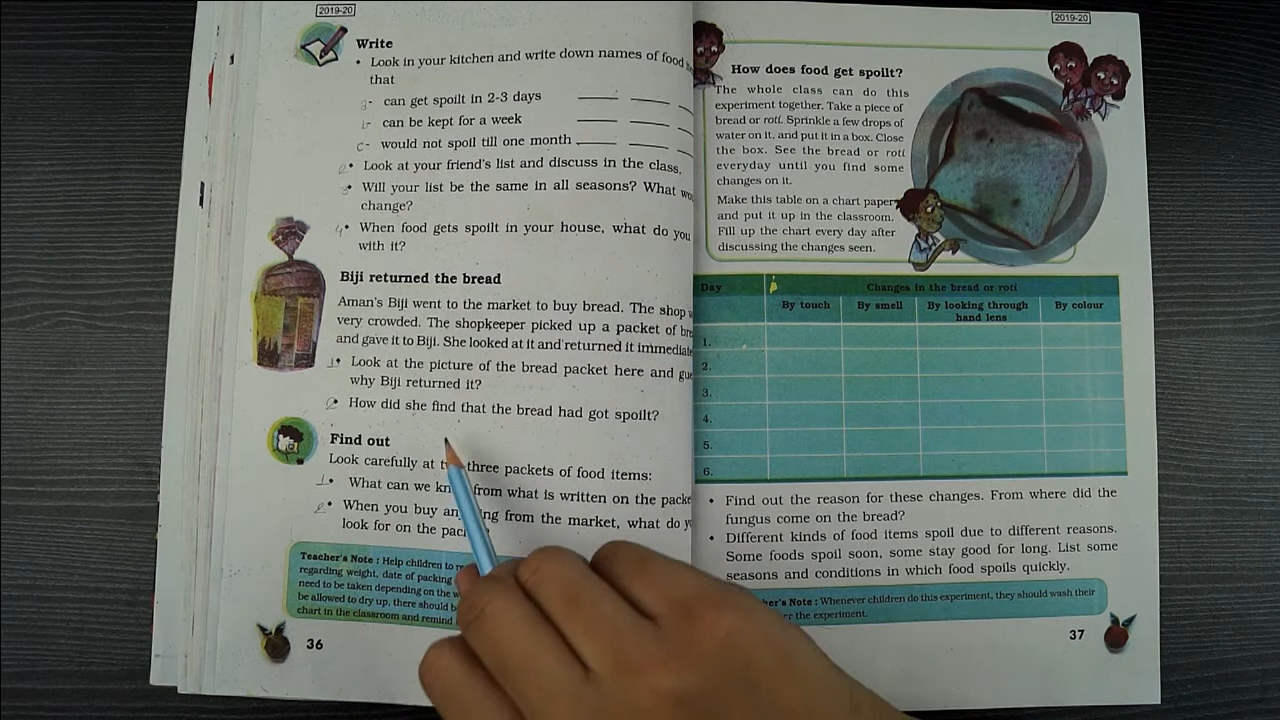 2019-20
Write
• Look in your kitchen and write down names of food
that
a- can get spoilt in 2-3 days
b- can be kept for a week
c- would not spoil till one month
2• Look at your friend's list and discuss in the class.
3• Will your list be the same in all seasons? What
change?
4• When food gets spoilt in your house, what do you
with it?
Biji returned the bread
Aman's Biji went to the market to buy bread. The shop
very crowded. The shopkeeper picked up a packet of
and gave it to Biji. She looked at it and returned it
1• Look at the picture of the bread packet here and
why Biji returned it?
2• How did she find that the bread had got spoilt?
Find out
Look carefully at three packets of food items:
1• What can we from what is written on the
2• When you buy from the market, what do
look for on the
Teacher's Note : Help children to
regarding weight, date of packing
need to be taken depending on the
be allowed to dry up, there should
chart in the classroom and remind
36
2019-20
How does food get spoilt?
The whole class can do this
experiment together. Take a piece of
bread or roti. Sprinkle a few drops of
water on it, and put it in a box. Close
the box. See the bread or roti
everyday until you find some
changes on it.
Make this table on a chart paper
and put it up in the classroom.
Fill up the chart every day after
discussing the changes seen.
Day Changes in the bread or roti
By touch By smell By looking through hand lens By colour
1.
2.
3.
4.
5.
6.
• Find out the reason for these changes. From where did the
fungus come on the bread?
• Different kinds of food items spoil due to different reasons.
Some foods spoil soon, some stay good for long. List some
seasons and conditions in which food spoils quickly.
Note : Whenever children do this experiment, they should wash their
the experiment.
37